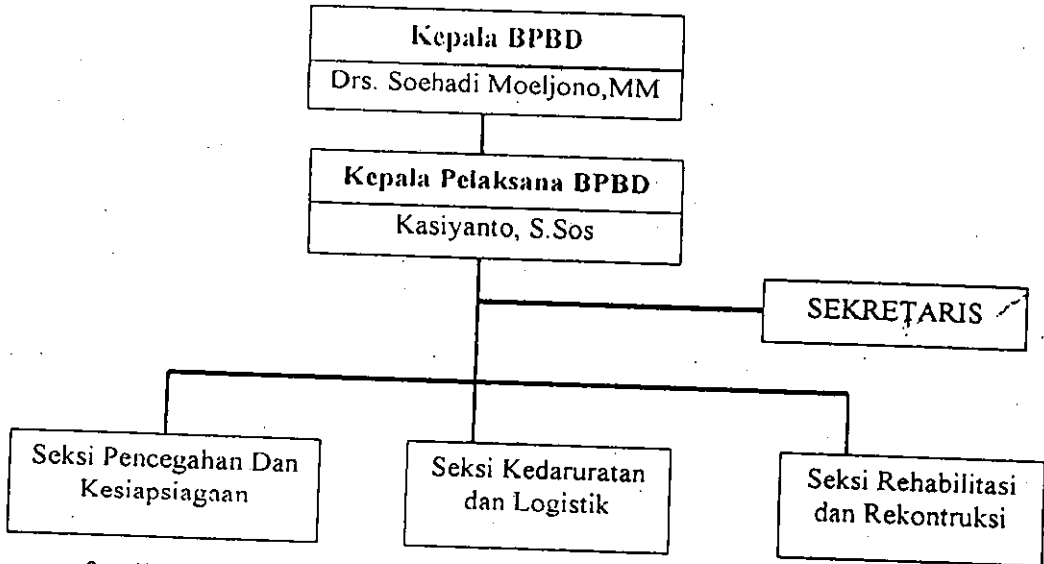 Kepala BPBD
Drs. Soehadi Moeljono,MM
Kepala Pelaksana BPBD
Kasiyanto, S.Sos
SEKRETARIS
Seksi Pencegahan Dan
Kesiapsiagaan
Seksi Kedaruratan
dan Logistik
Seksi Rehabilitasi
dan Rekontruksi